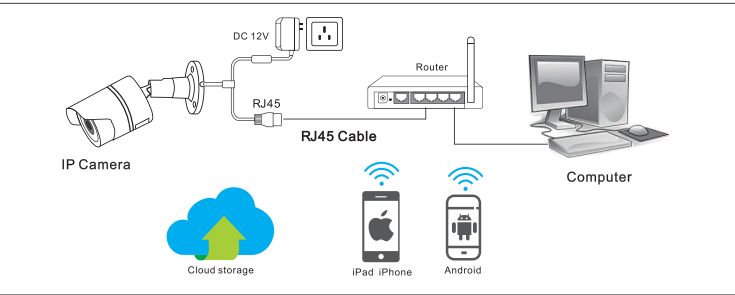 DC 12V
Router
RJ45
RJ45 Cable
IP Camera
Computer
Cloud storage
iPad iPhone
Android